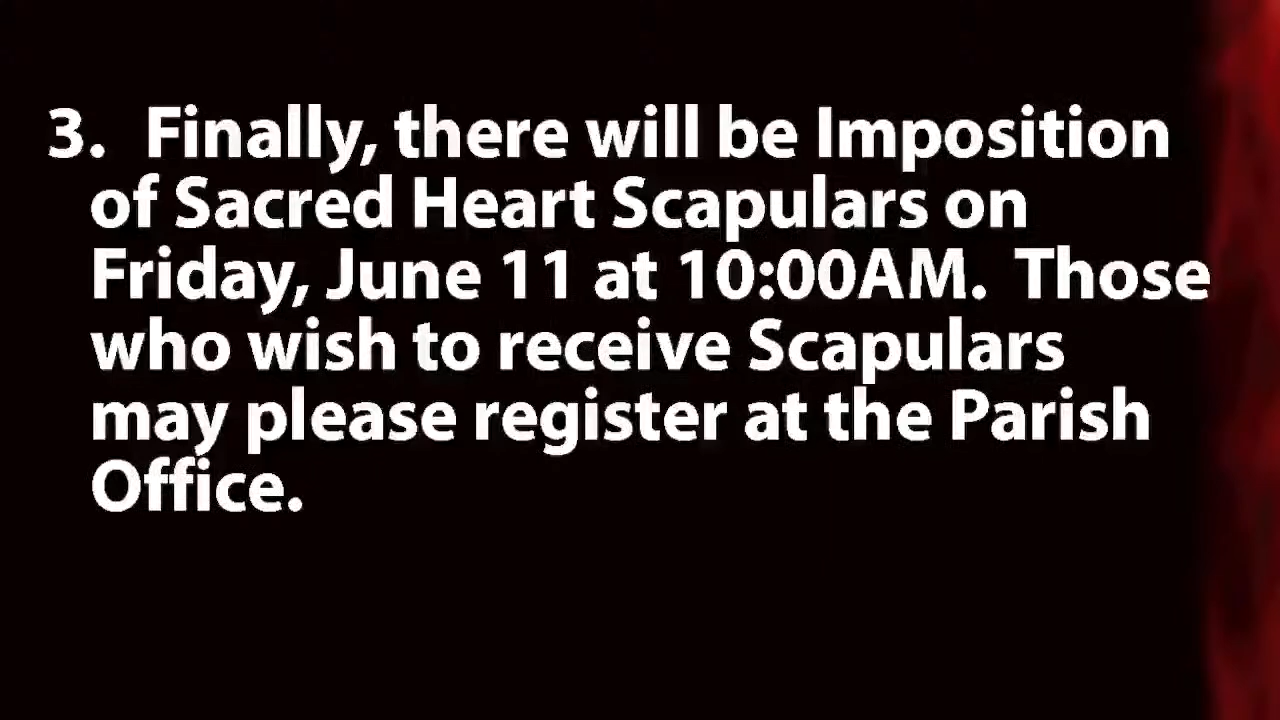 3. Finally, there will be Imposition
of Sacred Heart Scapulars on
Friday, June 11 at 10:00AM. Those
who wish to receive Scapulars
may please register at the Parish
Office.